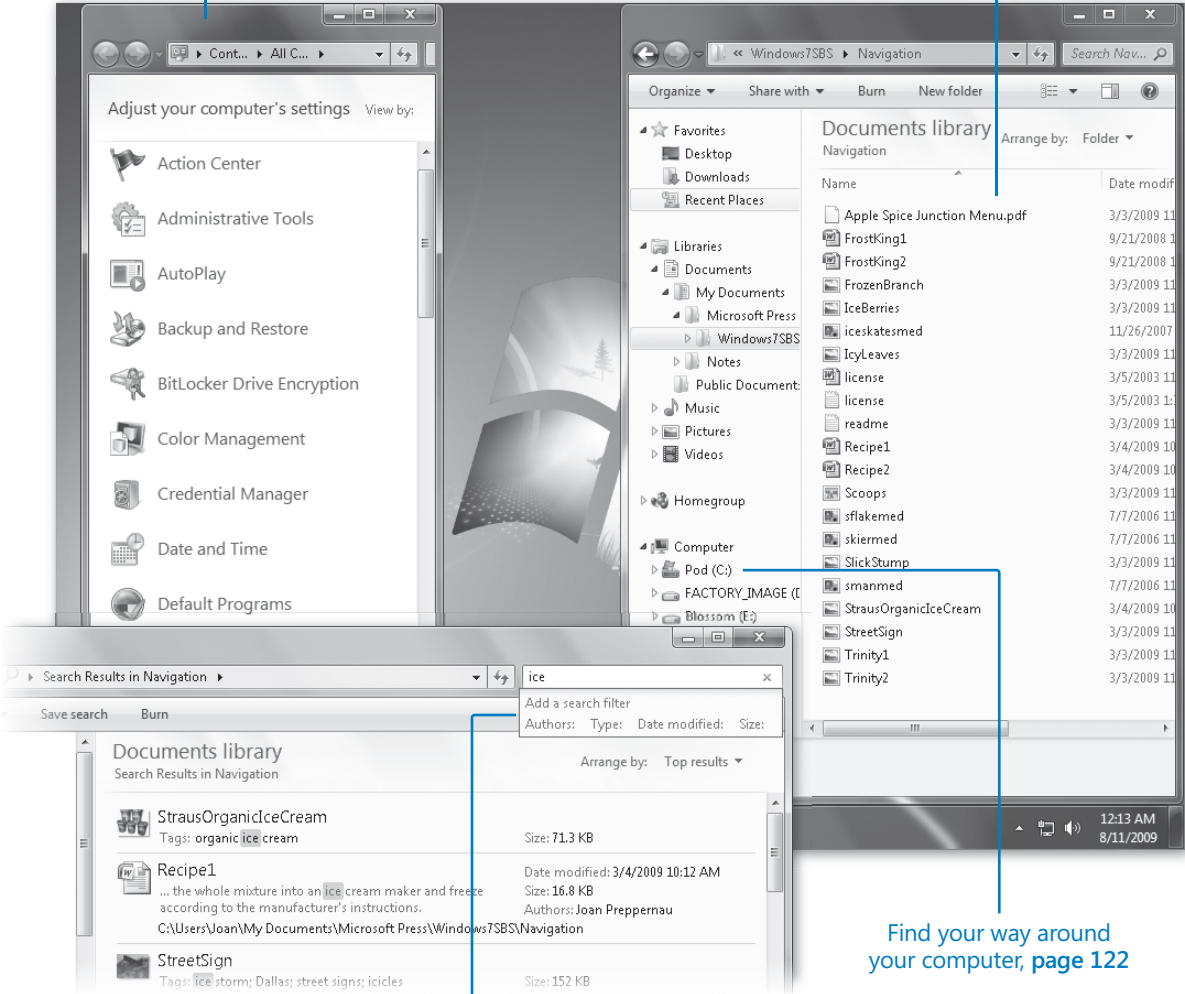 Cont... ▸ All C... ▸
Adjust your computer's settings View by:
Action Center
Administrative Tools
AutoPlay
Backup and Restore
BitLocker Drive Encryption
Color Management
Credential Manager
Date and Time
Default Programs
« Windows7SBS ▸ Navigation
Search Nav...
Organize ▼ Share with ▼ Burn New folder
Favorites
Desktop
Downloads
Recent Places
Libraries
Documents
My Documents
Microsoft Press
Windows7SBS
Notes
Public Document:
Music
Pictures
Videos
Homegroup
Computer
Pod (C:)
FACTORY_IMAGE (D
Blossom (E:)
Documents library
Navigation
Arrange by: Folder ▼
Name Date modif
Apple Spice Junction Menu.pdf 3/3/2009 11
FrostKing1 9/21/2008 1
FrostKing2 9/21/2008 1
FrozenBranch 3/3/2009 11
IceBerries 3/3/2009 11
iceskatesmed 11/26/2007
IcyLeaves 3/3/2009 11
license 3/5/2003 11
license 3/5/2003 1:
readme 3/3/2009 11
Recipe1 3/4/2009 10
Recipe2 3/4/2009 10
Scoops 3/3/2009 11
sflakemed 7/7/2006 11
skiermed 7/7/2006 11
SlickStump 3/3/2009 11
smanmed 7/7/2006 11
StrausOrganicIceCream 3/4/2009 10
StreetSign 3/3/2009 11
Trinity1 3/3/2009 11
Trinity2 3/3/2009 11
▸ Search Results in Navigation ▸
ice
Add a search filter
Authors: Type: Date modified: Size:
Save search Burn
Documents library
Search Results in Navigation
Arrange by: Top results ▼
StrausOrganicIceCream
Tags: organic ice cream Size: 71.3 KB
Recipe1 Date modified: 3/4/2009 10:12 AM
... the whole mixture into an ice cream maker and freeze Size: 16.8 KB
according to the manufacturer's instructions. Authors: Joan Preppernau
C:\Users\Joan\My Documents\Microsoft Press\Windows7SBS\Navigation
StreetSign
Tags: ice storm; Dallas; street signs; icicles Size: 152 KB
12:13 AM
8/11/2009
Find your way around
your computer, page 122